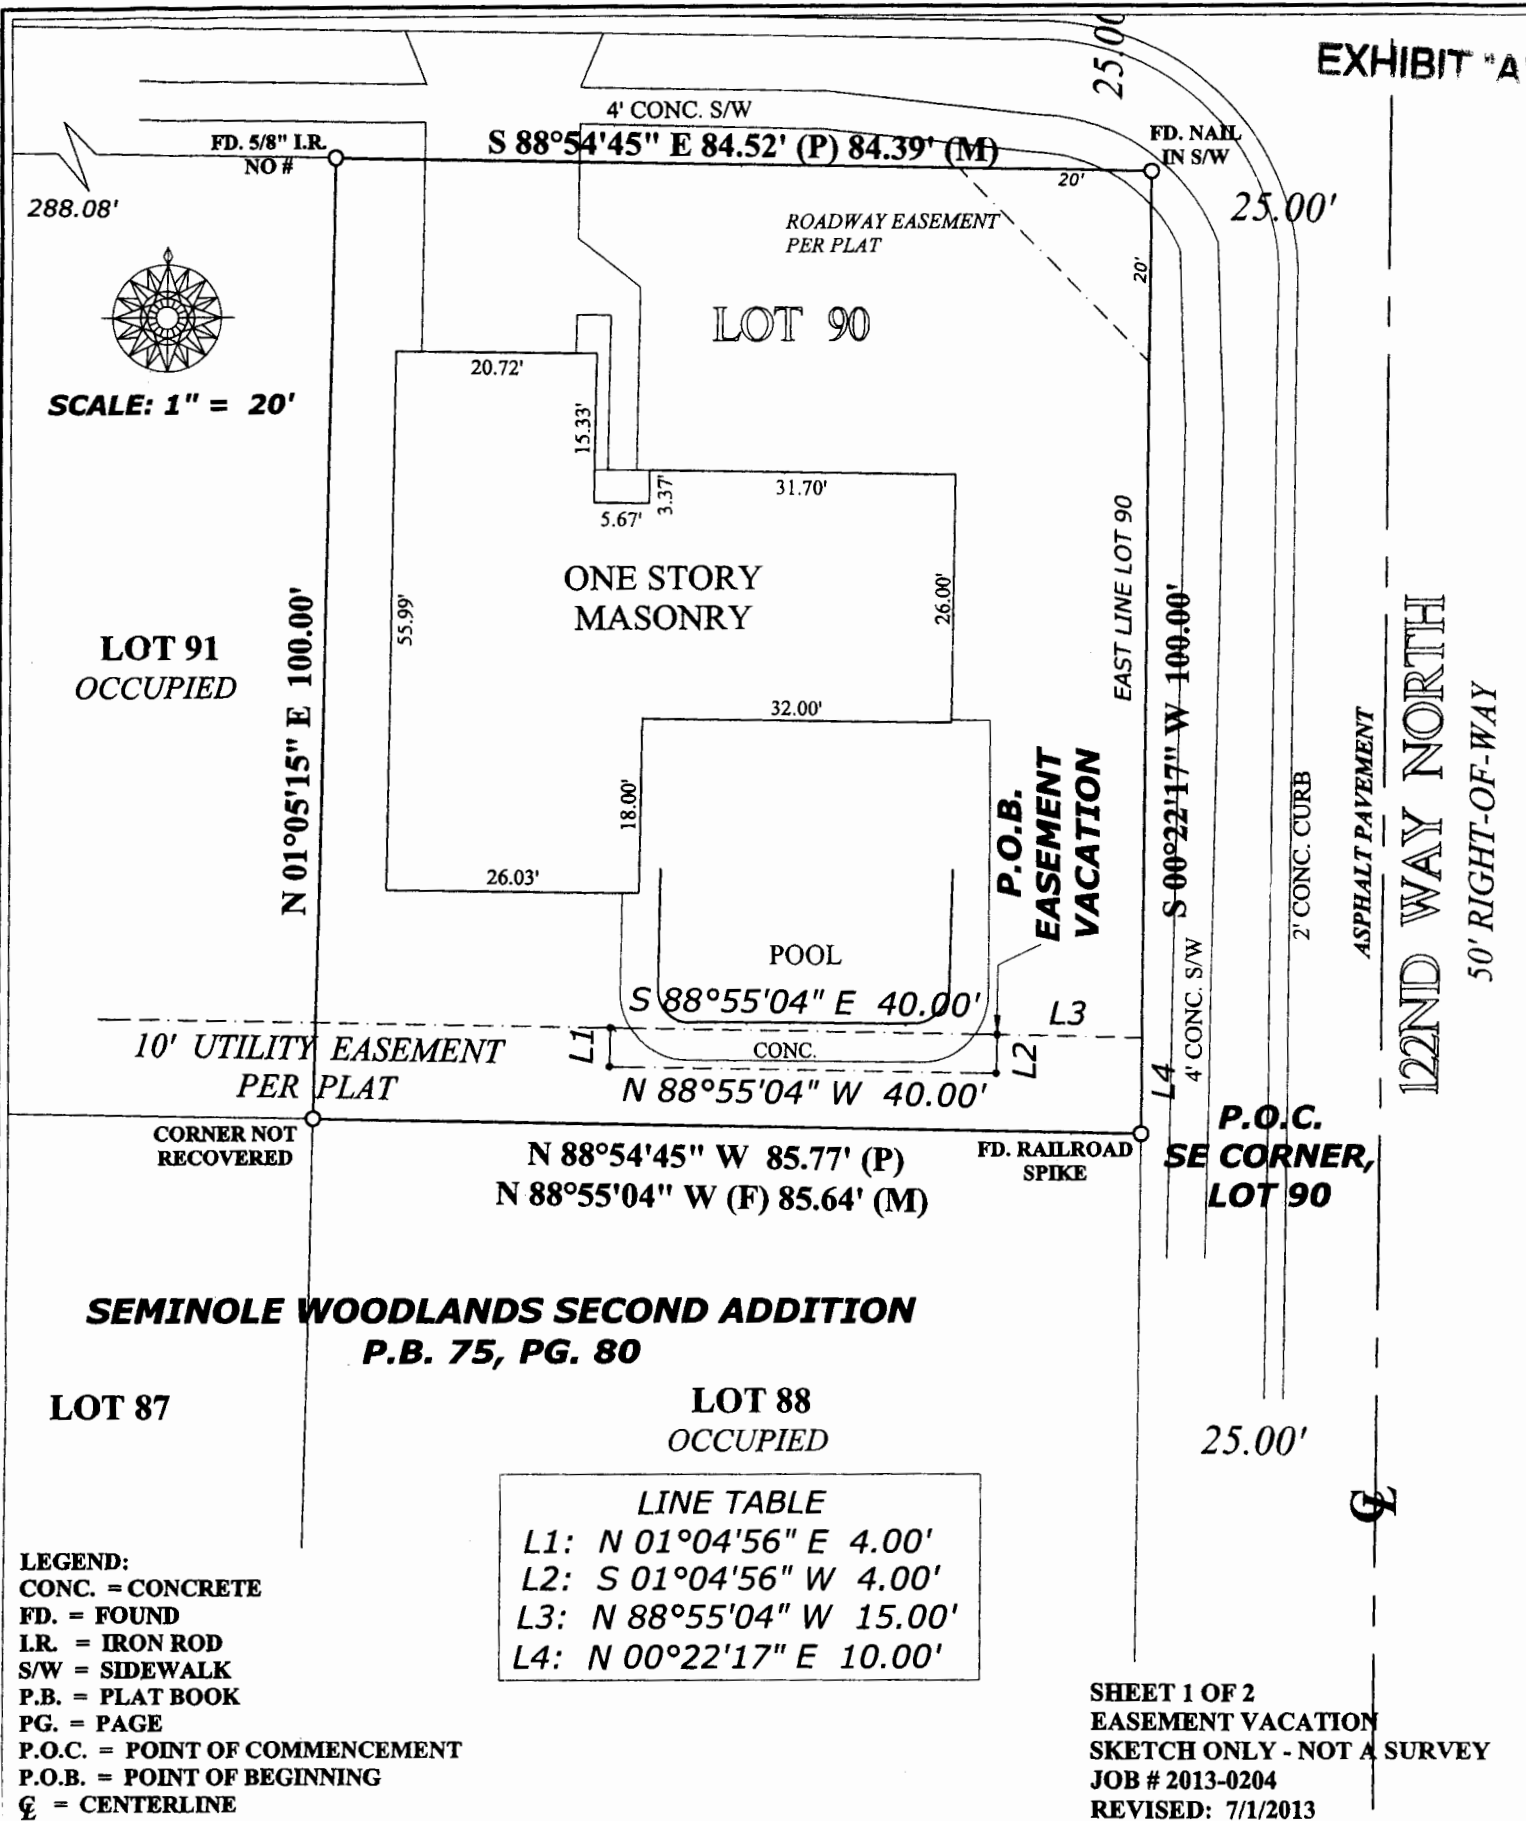 EXHIBIT "A"
25.00'
4' CONC. S/W
S 88°54'45" E 84.52' (P) 84.39' (M)
FD. 5/8" I.R.
NO #
FD. NAIL
IN S/W
288.08'
20'
25.00'
ROADWAY EASEMENT
PER PLAT
20'
LOT 90
SCALE: 1" = 20'
20.72'
15.33'
31.70'
3.37'
5.67'
ONE STORY
MASONRY
55.99'
26.00'
EAST LINE LOT 90
LOT 91
OCCUPIED
N 01°05'15" E 100.00'
S 00°22'17" W 100.00'
32.00'
18.00'
26.03'
P.O.B.
EASEMENT
VACATION
2' CONC. CURB
ASPHALT PAVEMENT
122ND WAY NORTH
50' RIGHT-OF-WAY
POOL
S 88°55'04" E 40.00'
L3
L1
CONC.
L2
10' UTILITY EASEMENT
PER PLAT
N 88°55'04" W 40.00'
L4
4' CONC. S/W
CORNER NOT
RECOVERED
N 88°54'45" W 85.77' (P)
N 88°55'04" W (F) 85.64' (M)
FD. RAILROAD
SPIKE
P.O.C.
SE CORNER,
LOT 90
SEMINOLE WOODLANDS SECOND ADDITION
P.B. 75, PG. 80
LOT 87
LOT 88
OCCUPIED
25.00'
LINE TABLE
L1: N 01°04'56" E 4.00'
L2: S 01°04'56" W 4.00'
L3: N 88°55'04" W 15.00'
L4: N 00°22'17" E 10.00'
℄
LEGEND:
CONC. = CONCRETE
FD. = FOUND
I.R. = IRON ROD
S/W = SIDEWALK
P.B. = PLAT BOOK
PG. = PAGE
P.O.C. = POINT OF COMMENCEMENT
P.O.B. = POINT OF BEGINNING
℄ = CENTERLINE
SHEET 1 OF 2
EASEMENT VACATION
SKETCH ONLY - NOT A SURVEY
JOB # 2013-0204
REVISED: 7/1/2013